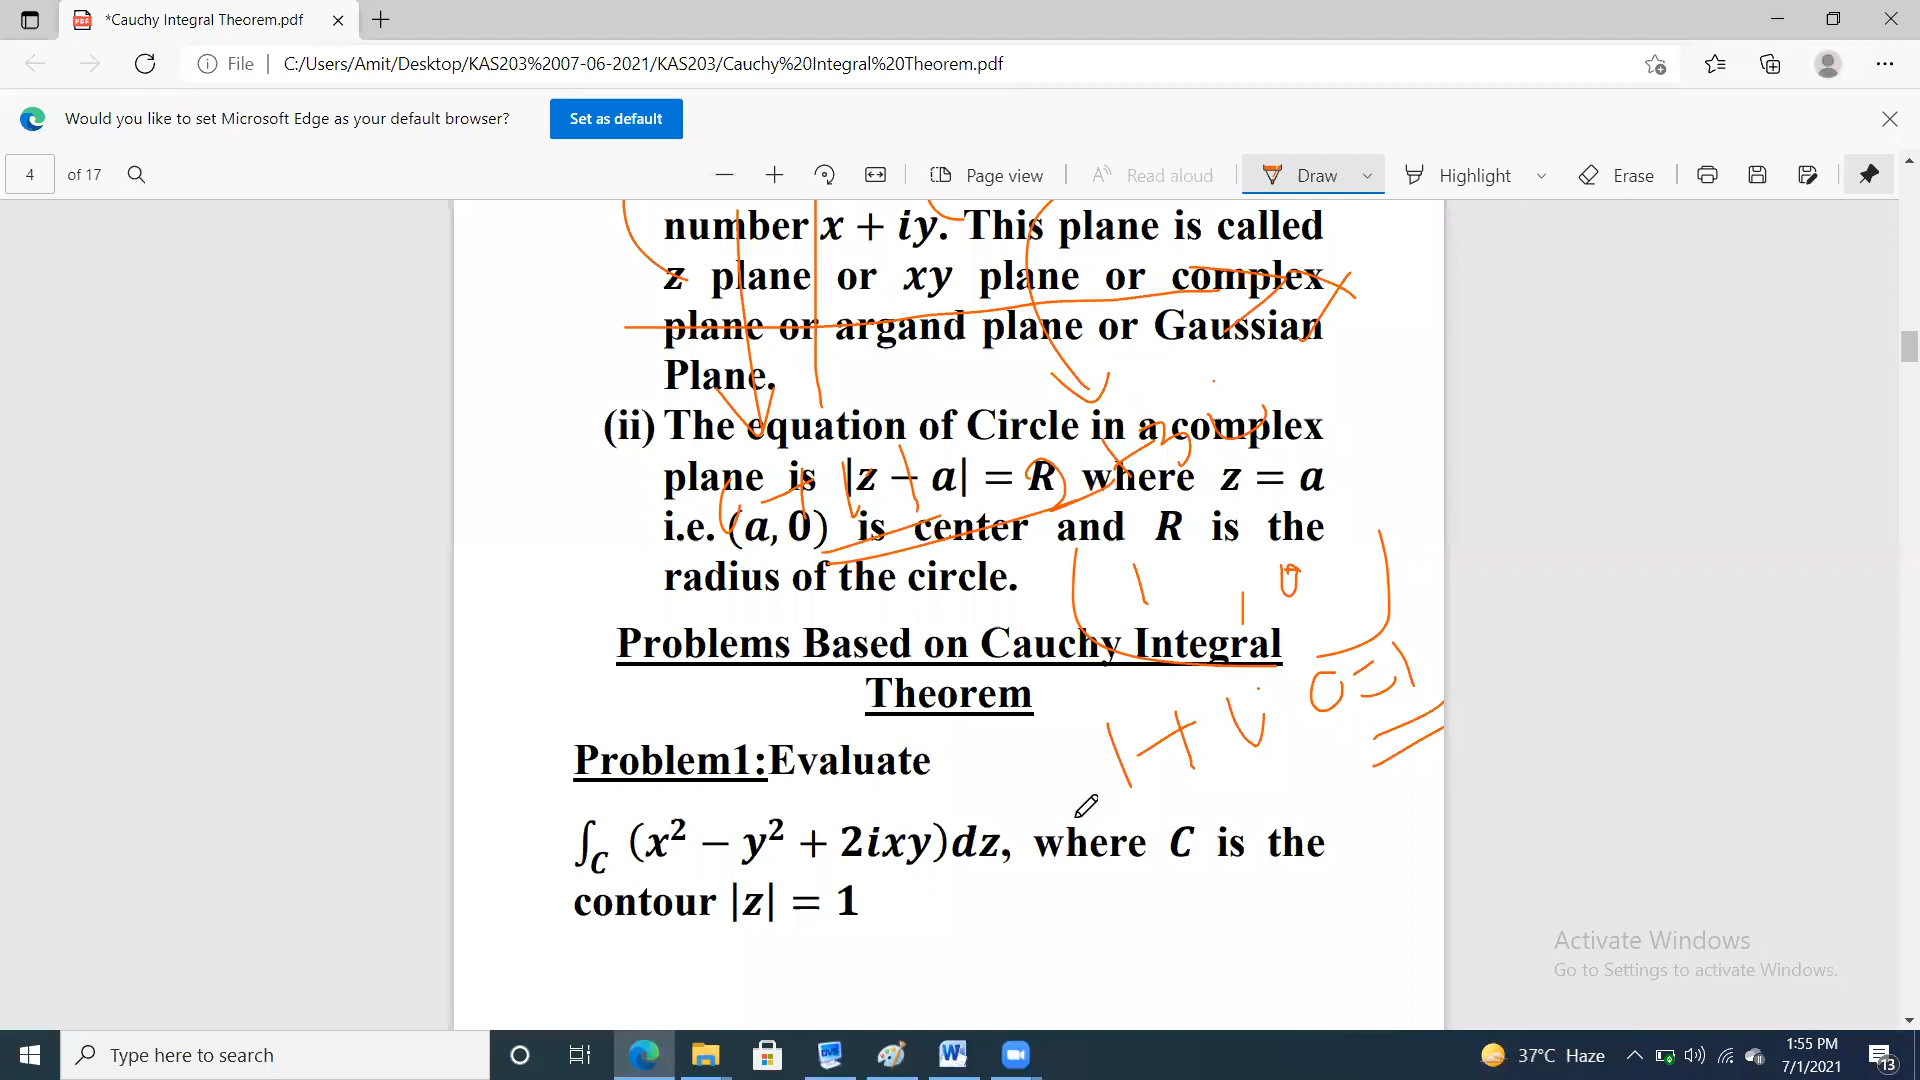 *Cauchy Integral Theorem.pdf
File | C:/Users/Amit/Desktop/KAS203%2007-06-2021/KAS203/Cauchy%20Integral%20Theorem.pdf
Would you like to set Microsoft Edge as your default browser? Set as default
4 of 17 Page view Read aloud Draw Highlight Erase
number x + iy. This plane is called
z plane or xy plane or complex
plane or argand plane or Gaussian
Plane.
(ii) The equation of Circle in a complex
plane is |z − a| = R where z = a
i.e. (a, 0) is center and R is the
radius of the circle.
Problems Based on Cauchy Integral
Theorem
1 + i 0 = 1
Problem1:Evaluate
∫C (x² − y² + 2ixy)dz, where C is the
contour |z| = 1
Activate Windows
Go to Settings to activate Windows.
Type here to search
37°C Haze
1:55 PM
7/1/2021
13